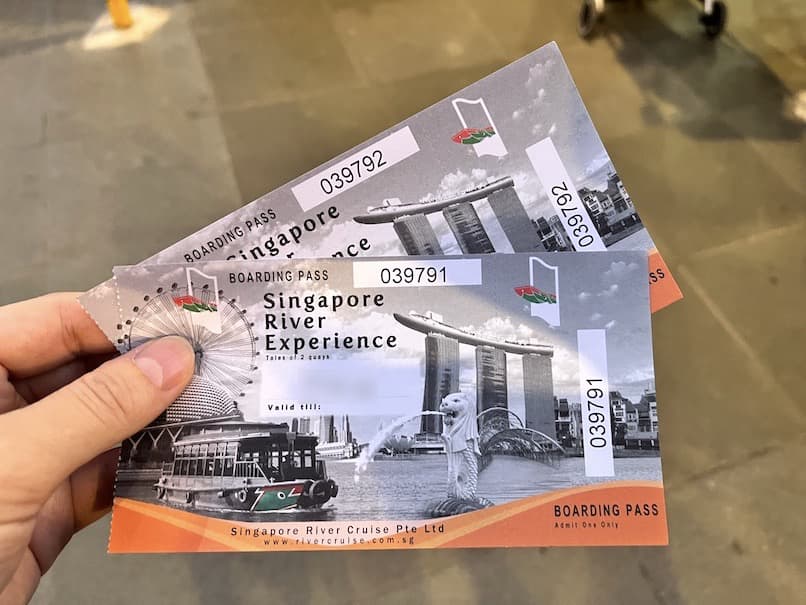 BOARDING PASS
039792
Singapore
Experience
039792
BOARDING PASS
039791
Singapore
River
Experience
Tales of 2 quays
Valid till:
039791
Singapore River Cruise Pte Ltd
www.rivercruise.com.sg
BOARDING PASS
Admit One Only